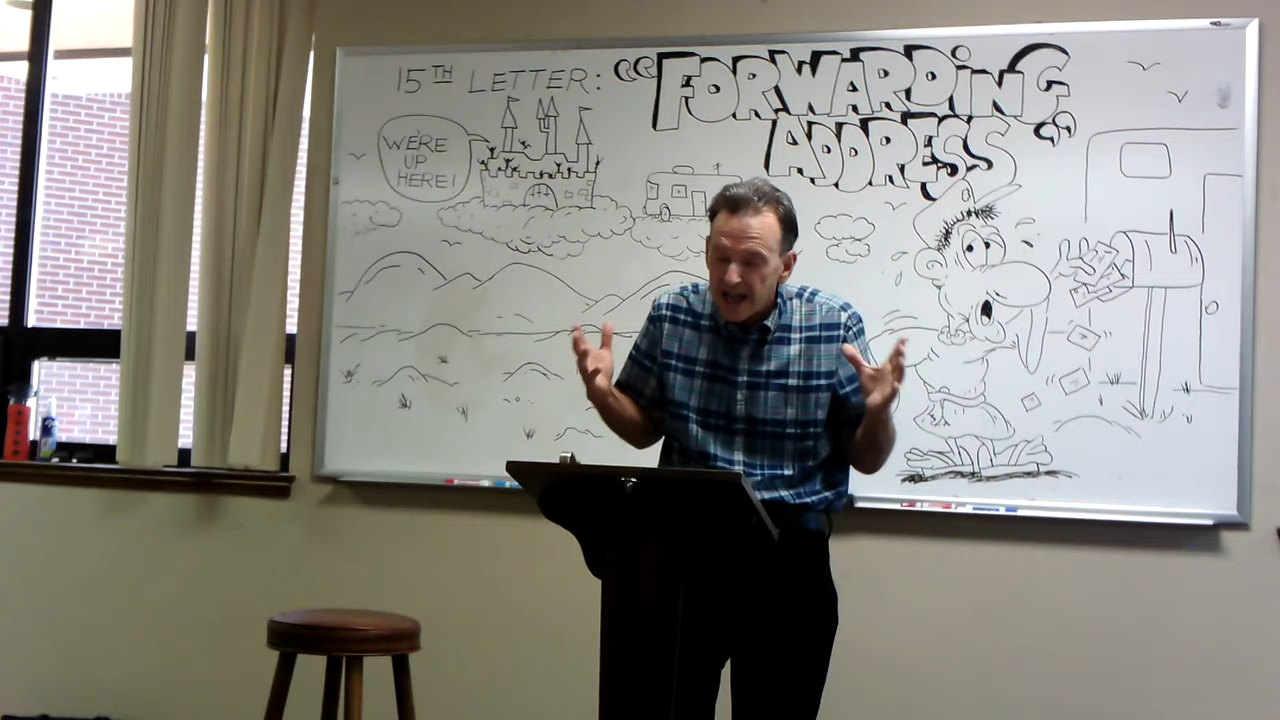 15TH LETTER: "FORWARDING
ADDRESS"
WE'RE
UP
HERE!